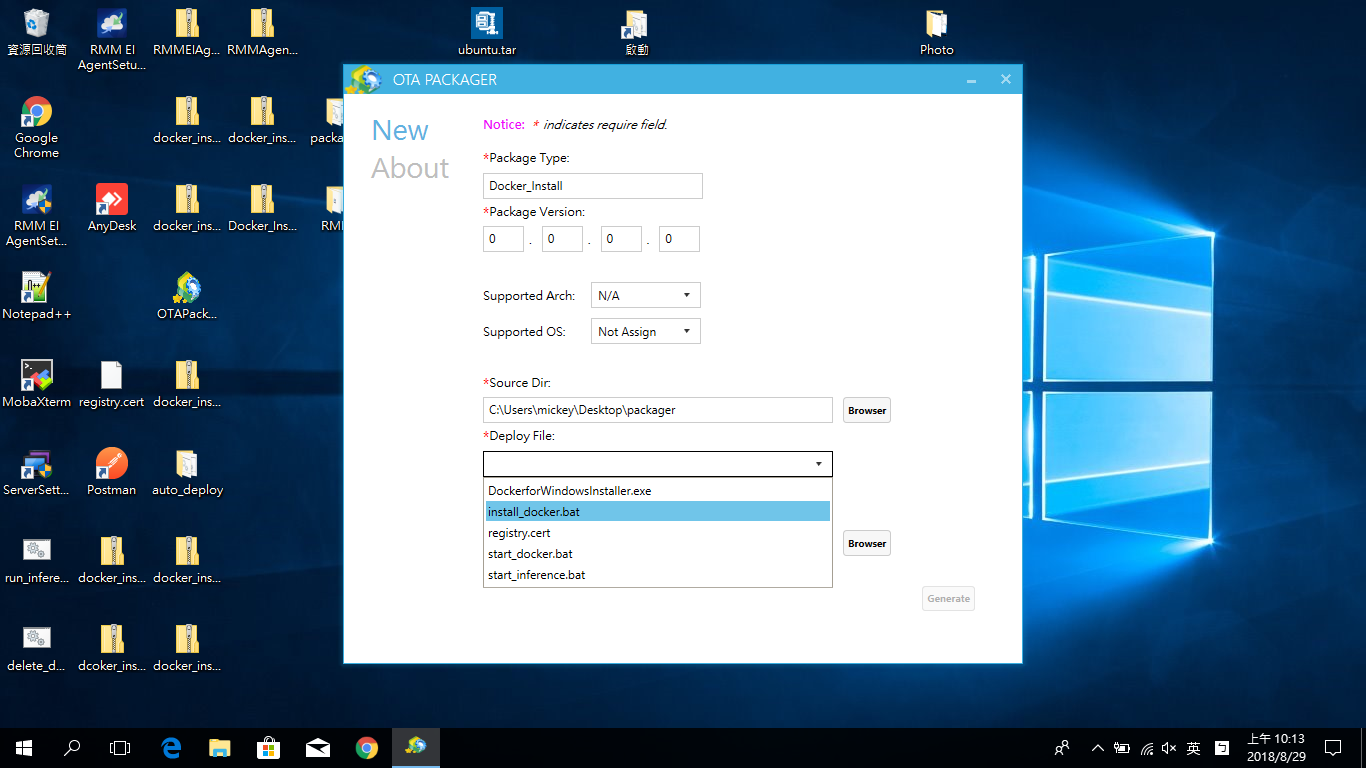 資源回收筒
RMM EI
AgentSetu...
RMMEIAg...
RMMAgen...
ubuntu.tar
啟動
Photo
OTA PACKAGER
Google
Chrome
docker_ins...
docker_ins...
packa
New
About
Notice: * indicates require field.
*Package Type:
Docker_Install
*Package Version:
0 . 0 . 0 . 0
RMM EI
AgentSet...
AnyDesk
docker_ins...
Docker_Ins...
RMI
Notepad++
OTAPack...
Supported Arch: N/A
Supported OS: Not Assign
MobaXterm
registry.cert
docker_ins...
*Source Dir:
C:\Users\mickey\Desktop\packager
Browser
*Deploy File:
ServerSett...
Postman
auto_deploy
DockerforWindowsInstaller.exe
install_docker.bat
registry.cert
start_docker.bat
start_inference.bat
Browser
Generate
run_infere...
docker_ins...
docker_ins...
delete_d...
dcoker_ins...
docker_ins...
英
ㄅ
上午 10:13
2018/8/29